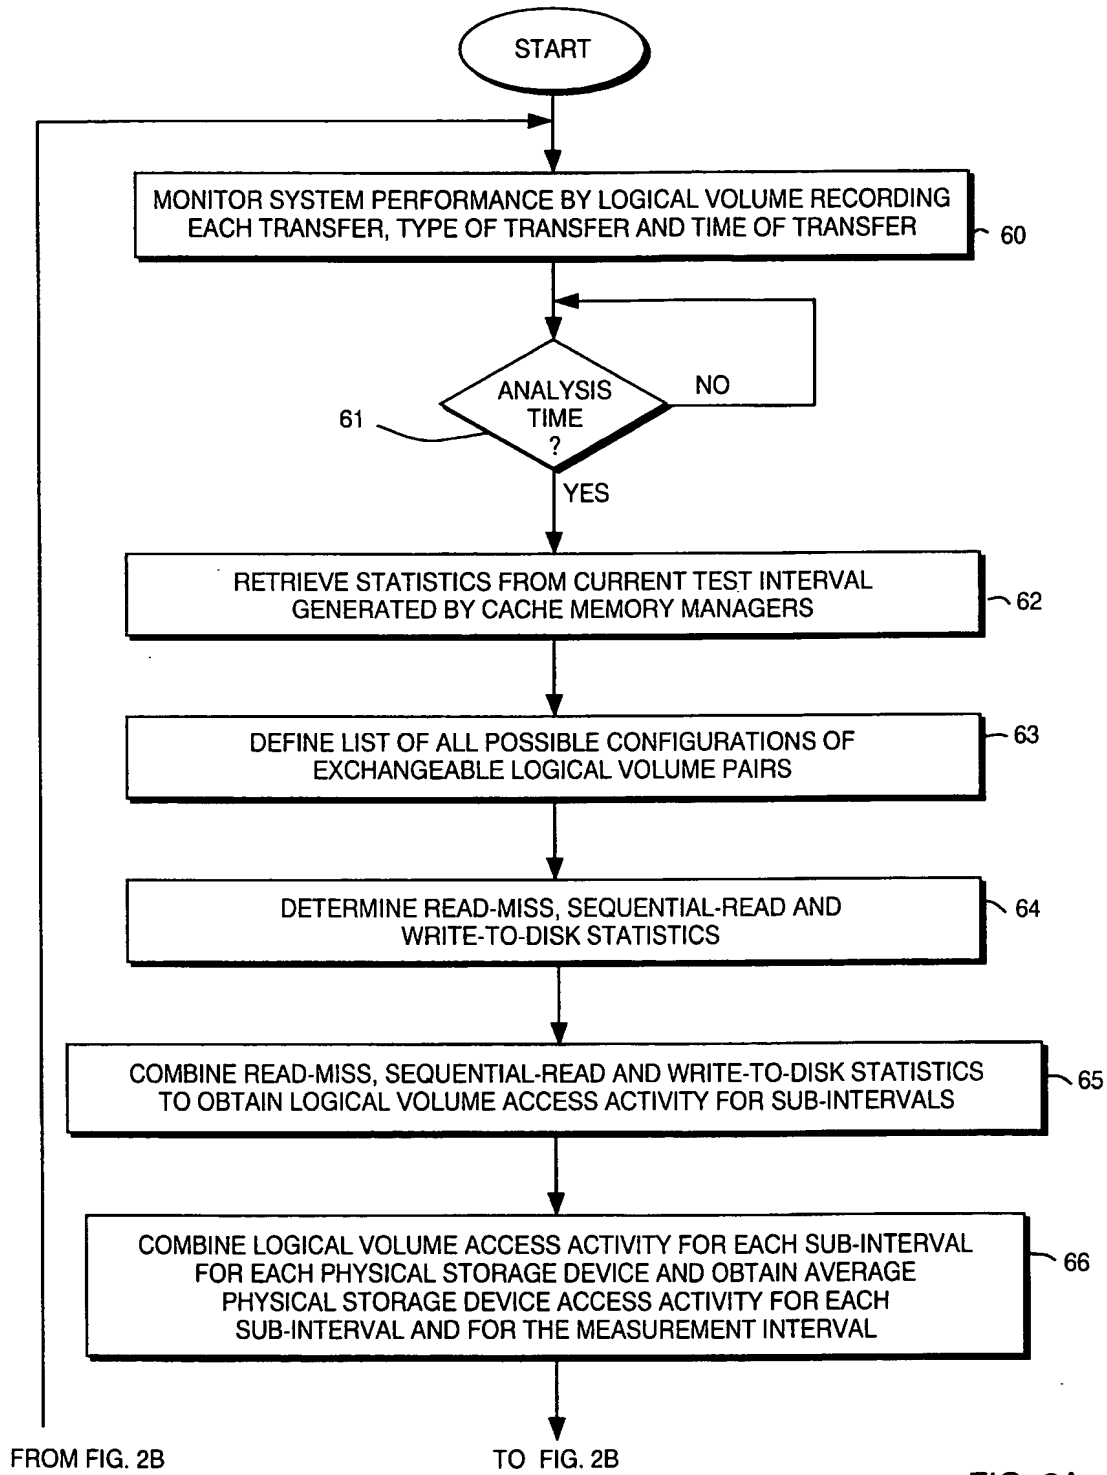 START
MONITOR SYSTEM PERFORMANCE BY LOGICAL VOLUME RECORDING
EACH TRANSFER, TYPE OF TRANSFER AND TIME OF TRANSFER
60
ANALYSIS
TIME
?
NO
61
YES
RETRIEVE STATISTICS FROM CURRENT TEST INTERVAL
GENERATED BY CACHE MEMORY MANAGERS
62
DEFINE LIST OF ALL POSSIBLE CONFIGURATIONS OF
EXCHANGEABLE LOGICAL VOLUME PAIRS
63
DETERMINE READ-MISS, SEQUENTIAL-READ AND
WRITE-TO-DISK STATISTICS
64
COMBINE READ-MISS, SEQUENTIAL-READ AND WRITE-TO-DISK STATISTICS
TO OBTAIN LOGICAL VOLUME ACCESS ACTIVITY FOR SUB-INTERVALS
65
COMBINE LOGICAL VOLUME ACCESS ACTIVITY FOR EACH SUB-INTERVAL
FOR EACH PHYSICAL STORAGE DEVICE AND OBTAIN AVERAGE
PHYSICAL STORAGE DEVICE ACCESS ACTIVITY FOR EACH
SUB-INTERVAL AND FOR THE MEASUREMENT INTERVAL
66
FROM FIG. 2B
TO FIG. 2B